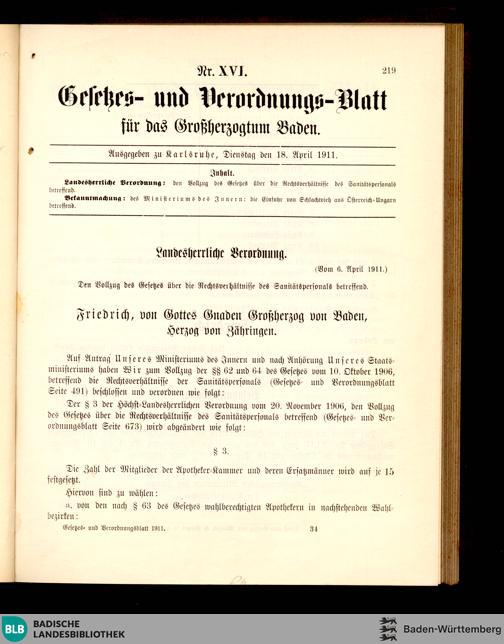 Nr. XVI. 219
Gesetzes- und Verordnungs-Blatt
für das Großherzogtum Baden.
Ausgegeben zu Karlsruhe, Dienstag den 18. April 1911.
Inhalt.
Landesherrliche Verordnung: den Vollzug des Gesetzes über die Rechtsverhältnisse des Sanitätspersonals
betreffend.
Bekanntmachung: des Ministeriums des Innern: die Einfuhr von Schlachtvieh aus Österreich-Ungarn
betreffend.
Landesherrliche Verordnung.
(Vom 6. April 1911.)
Den Vollzug des Gesetzes über die Rechtsverhältnisse des Sanitätspersonals betreffend.
Friedrich, von Gottes Gnaden Großherzog von Baden,
Herzog von Zähringen.
Auf Antrag Unseres Ministeriums des Innern und nach Anhörung Unseres Staats-
ministeriums haben Wir zum Vollzug der §§ 62 und 64 des Gesetzes vom 10. Oktober 1906,
betreffend die Rechtsverhältnisse der Sanitätspersonals (Gesetzes- und Verordnungsblatt
Seite 491) beschlossen und verordnen wie folgt:
Der § 3 der Höchst-Landesherrlichen Verordnung vom 20. November 1906, den Vollzug
des Gesetzes über die Rechtsverhältnisse des Sanitätspersonals betreffend (Gesetzes- und Ver-
ordnungsblatt Seite 673) wird abgeändert wie folgt:
§ 3.
Die Zahl der Mitglieder der Apotheker-Kammer und deren Ersatzmänner wird auf je 15
festgesetzt.
Hiervon sind zu wählen:
a. von den nach § 63 des Gesetzes wahlberechtigten Apothekern in nachstehenden Wahl-
bezirken:
Gesetzes- und Verordnungsblatt 1911. 34
BLB BADISCHE
LANDESBIBLIOTHEK
Baden-Württemberg